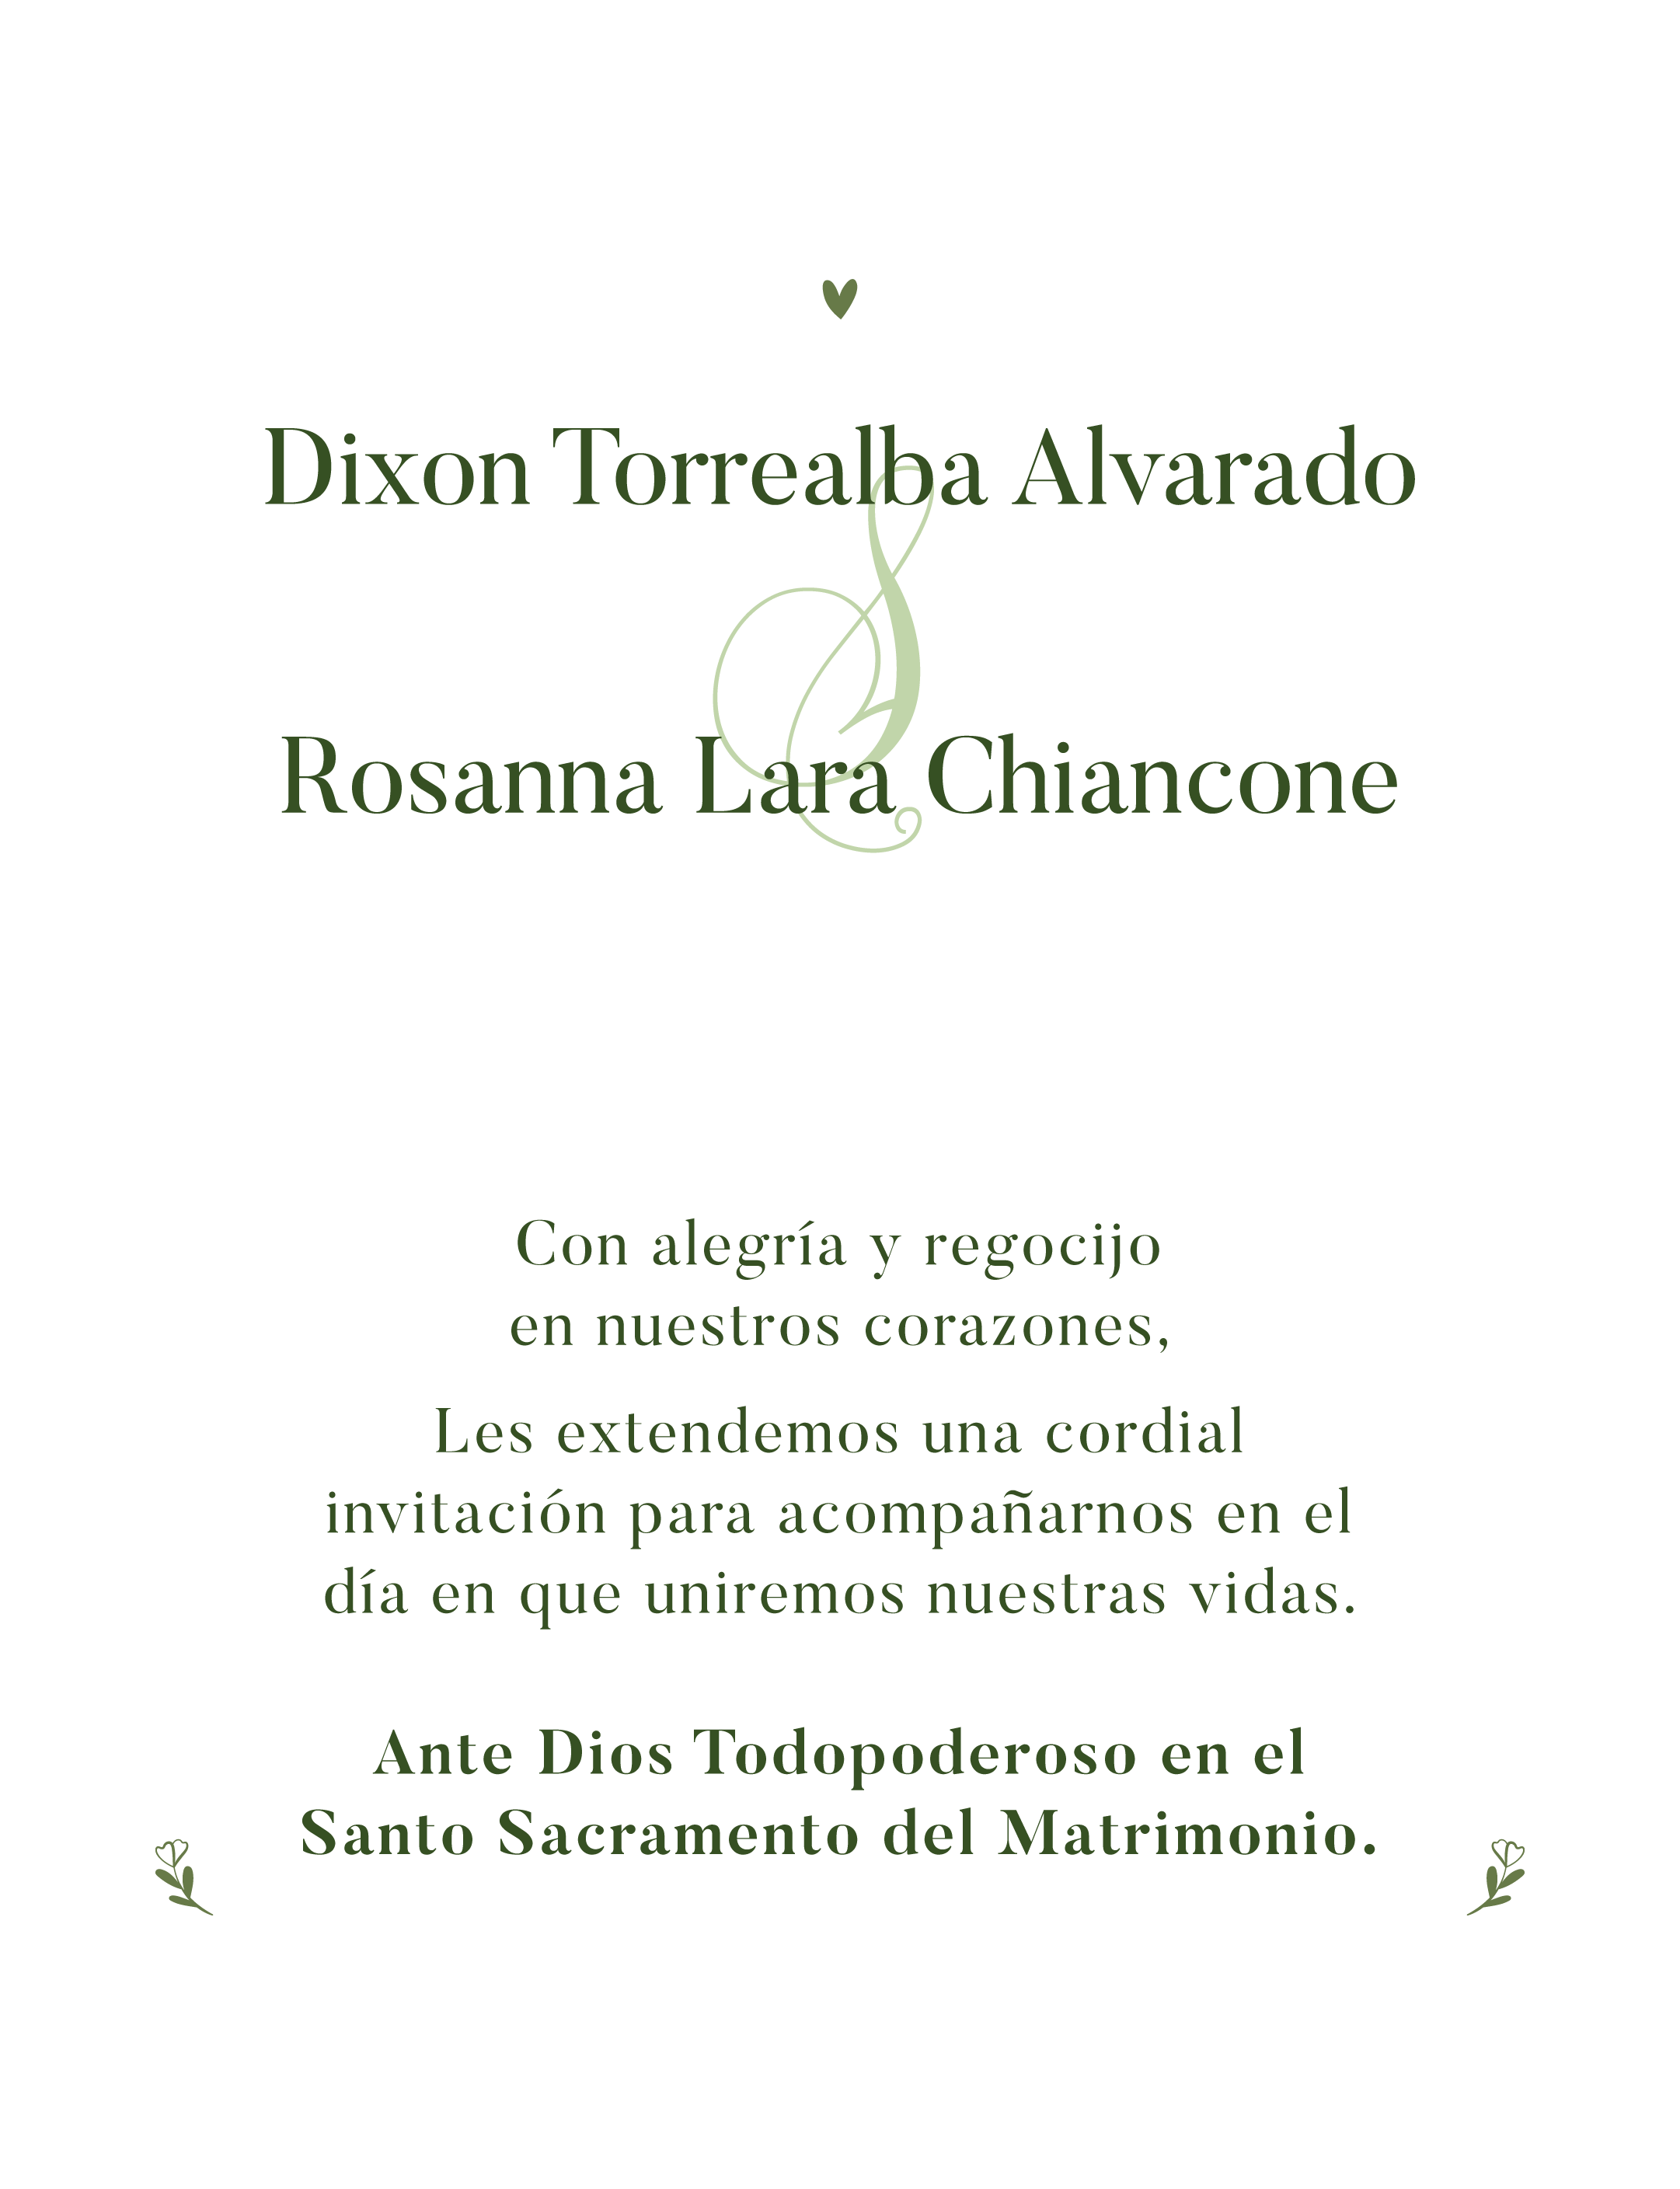 Dixon Torrealba Alvarado
&
Rosanna Lara Chiancone
Con alegría y regocijo
en nuestros corazones,
Les extendemos una cordial
invitación para acompañarnos en el
día en que uniremos nuestras vidas.
Ante Dios Todopoderoso en el
Santo Sacramento del Matrimonio.